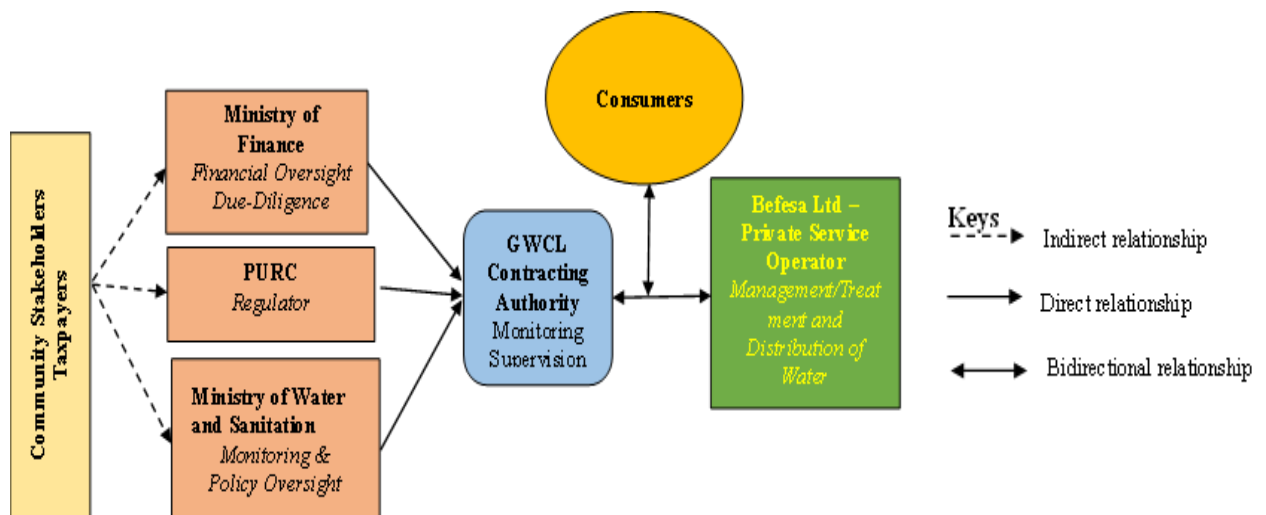 Community Stakeholders
Taxpayers
Ministry of
Finance
Financial Oversight
Due-Diligence
PURC
Regulator
Ministry of Water
and Sanitation
Monitoring &
Policy Oversight
GWCL
Contracting
Authority
Monitoring
Supervision
Consumers
Befesa Ltd –
Private Service
Operator
Management/Treat
ment and
Distribution of
Water
Keys
Indirect relationship
Direct relationship
Bidirectional relationship